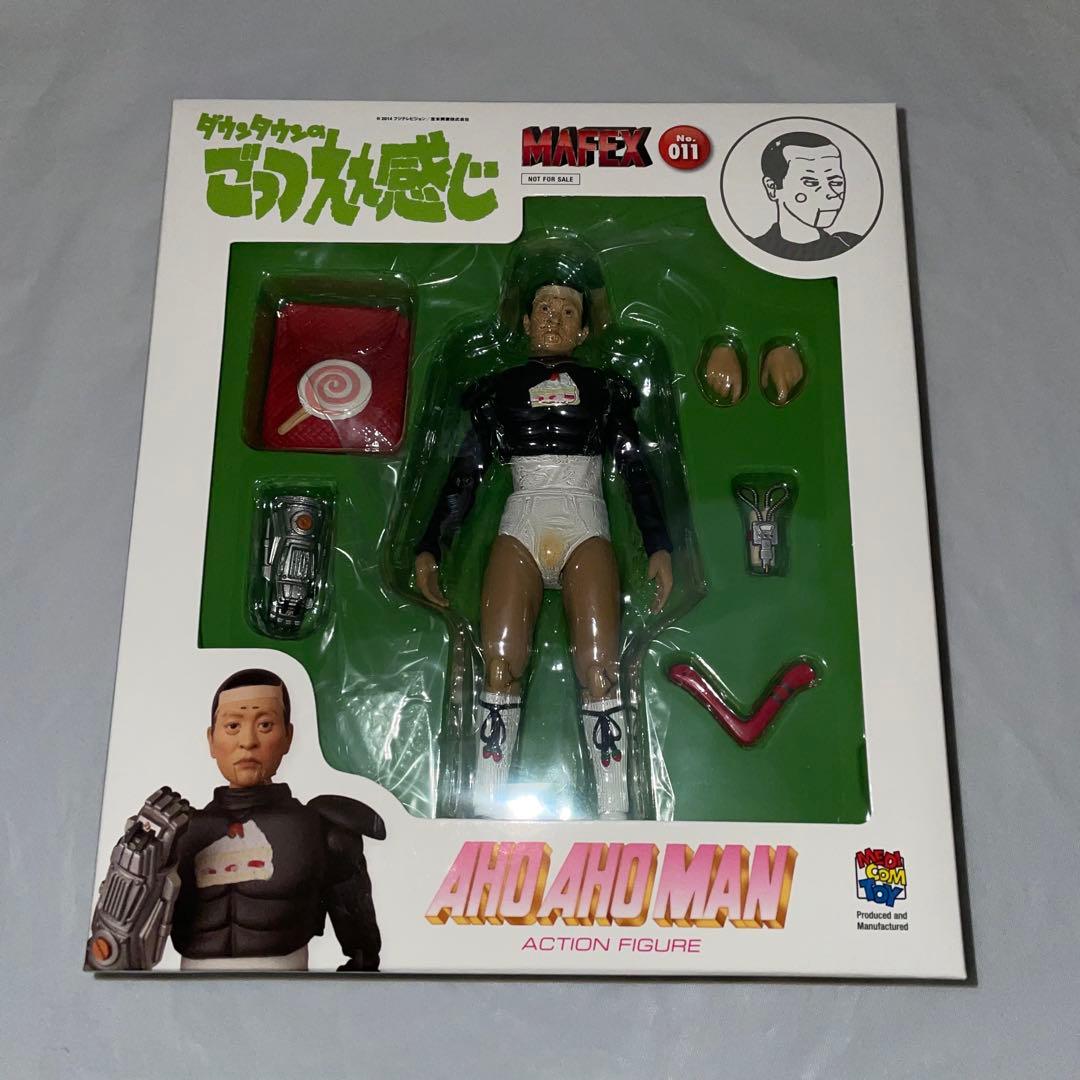 ダウンタウンの
ごっつええ感じ
© 2014 フジテレビジョン/吉本興業株式会社
MAFEX
No.
011
NOT FOR SALE
AHO AHO MAN
ACTION FIGURE
MEDI
COM
TOY
Produced and
Manufactured